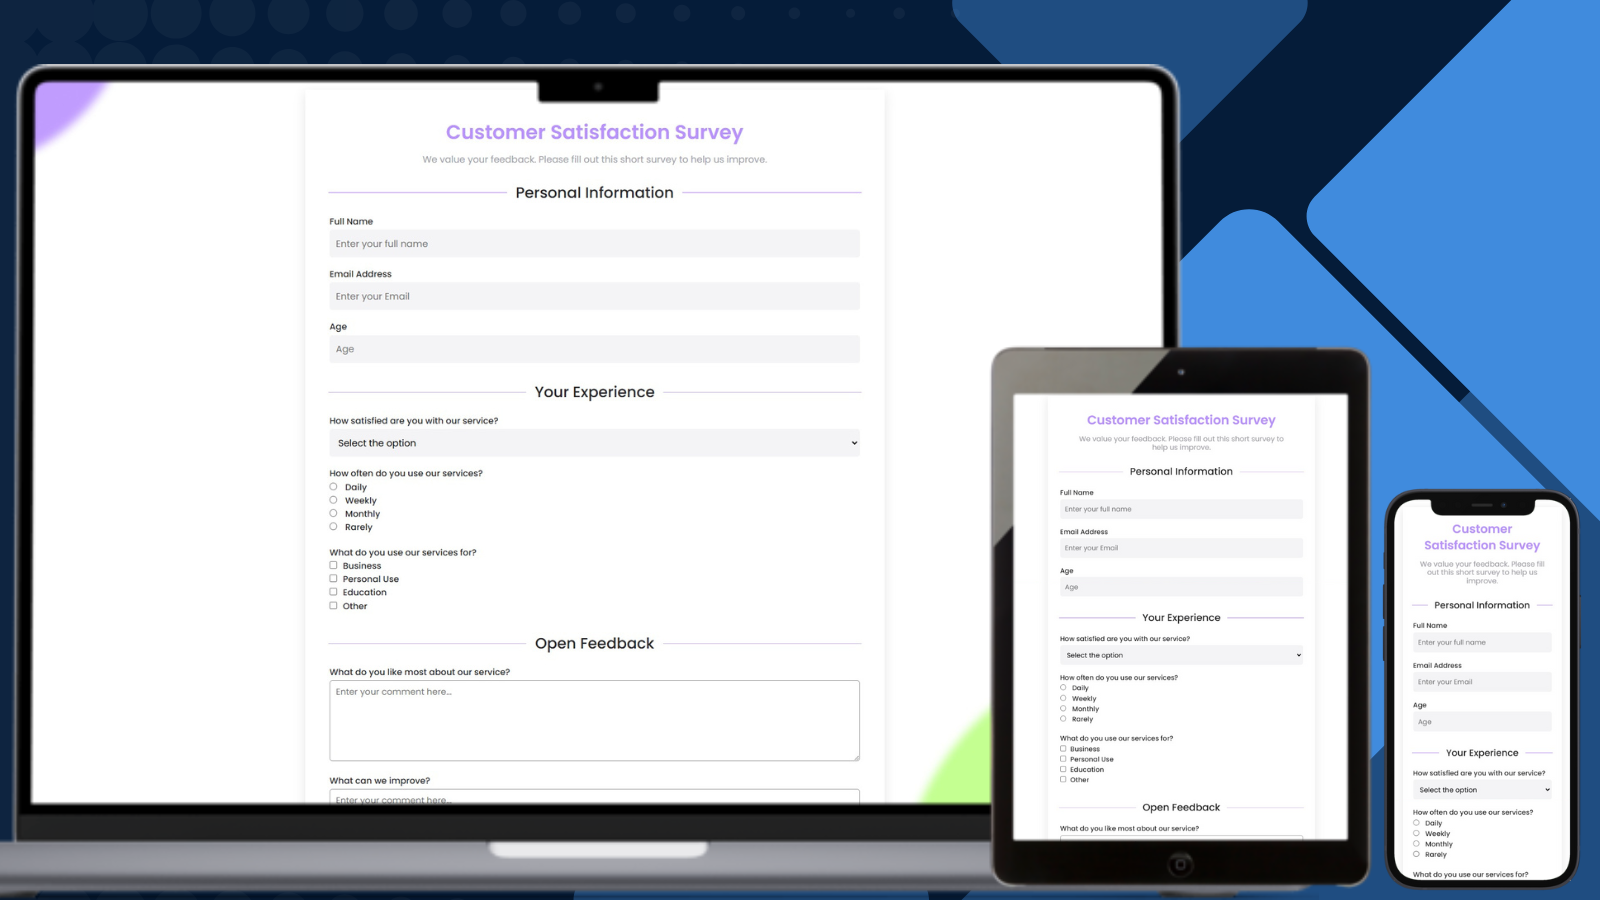 Customer Satisfaction Survey
We value your feedback. Please fill out this short survey to help us improve.
Personal Information
Full Name
Enter your full name
Email Address
Enter your Email
Age
Age
Your Experience
How satisfied are you with our service?
Select the option
How often do you use our services?
Daily
Weekly
Monthly
Rarely
What do you use our services for?
Business
Personal Use
Education
Other
Open Feedback
What do you like most about our service?
Enter your comment here...
What can we improve?
Enter your comment here...
Customer Satisfaction Survey
We value your feedback. Please fill out this short survey to
help us improve.
Personal Information
Full Name
Enter your full name
Email Address
Enter your Email
Age
Age
Your Experience
How satisfied are you with our service?
Select the option
How often do you use our services?
Daily
Weekly
Monthly
Rarely
What do you use our services for?
Business
Personal Use
Education
Other
Open Feedback
What do you like most about our service?
Customer
Satisfaction Survey
We value your feedback. Please fill
out this short survey to help us
improve.
Personal Information
Full Name
Enter your full name
Email Address
Enter your Email
Age
Age
Your Experience
How satisfied are you with our service?
Select the option
How often do you use our services?
Daily
Weekly
Monthly
Rarely
What do you use our services for?